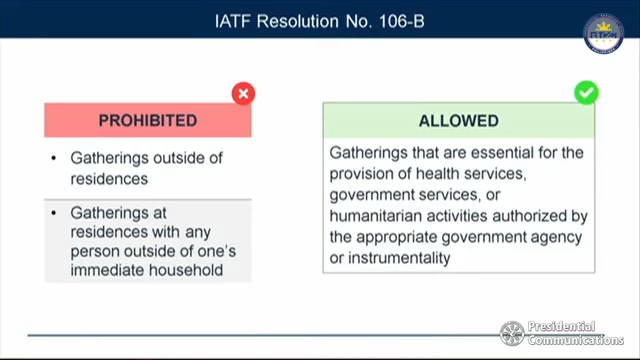 IATF Resolution No. 106-B
RTVM
PROHIBITED
• Gatherings outside of
residences
• Gatherings at
residences with any
person outside of one's
immediate household
ALLOWED
Gatherings that are essential for the
provision of health services,
government services, or
humanitarian activities authorized by
the appropriate government agency
or instrumentality
Presidential
Communications